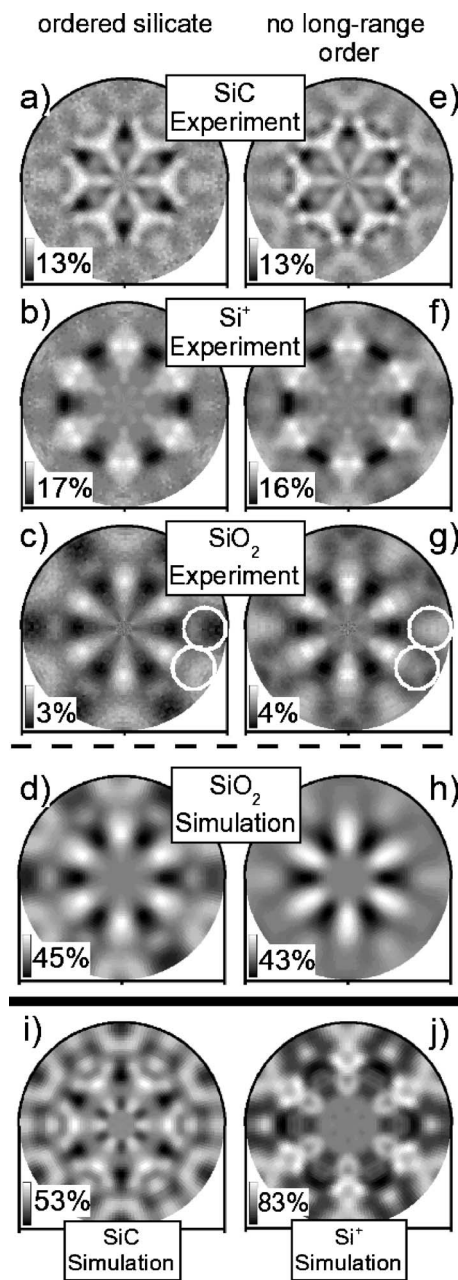 ordered silicate
no long-range
order
a)
SiC
Experiment
e)
13%
13%
b)
Si⁺
Experiment
f)
17%
16%
c)
SiO₂
Experiment
g)
3%
4%
d)
SiO₂
Simulation
h)
45%
43%
i)
j)
53%
83%
SiC
Simulation
Si⁺
Simulation